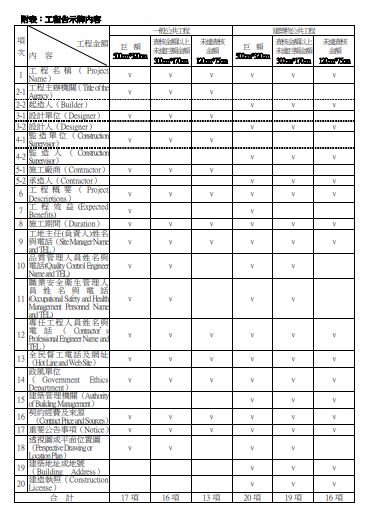 附表：工程告示牌內容
一般公共工程 建築物公共工程
項次 工程金額 內容 巨額 500cm*320cm 查核金額以上未達巨額金額 300cm*170cm 未達查核金額 120cm*75cm 巨額 500cm*320cm 查核金額以上未達巨額金額 300cm*170cm 未達查核金額 120cm*75cm
1 工程名稱（Project Name） v v v v v v
2-1 工程主辦機關（Title of the Agency） v v v
2-2 起造人（Builder） v v v
3-1 設計單位（Designer） v v v
3-2 設計人（Designer） v v v
4-1 監造單位（Construction Supervisor） v v v
4-2 監造人（Construction Supervisor） v v v
5-1 施工廠商（Contractor） v v v
5-2 承造人（Contractor） v v v
6 工程概要（Project Descriptions） v v v v v v
7 工程效益(Expected Benefits) v v
8 施工期間（Duration） v v v v v v
9 工地主任(負責人)姓名與電話（Site Manager Name and TEL） v v v v v v
10 品質管理人員姓名與電話(Quality Control Engineer Name and TEL) v v v v
11 職業安全衛生管理人員姓名與電話(Occupational Safety and Health Management Personnel Name and TEL) v v v v
12 專任工程人員姓名與電話（Contractor's Professional Engineer Name and TEL） v v v v v v
13 全民督工電話及網址（Hot Line and Web Site） v v v v v v
14 政風單位（Government Ethics Department） v v v v v v
15 建築管理機關（Authority of Building Management） v v v
16 契約經費及來源（Contract Price and Sources） v v v v v v
17 重要公告事項（Notice） v v v v v v
18 透視圖或平面位置圖（Perspective Drawing or Location Plan） v v v v
19 建築地址或地號（Building Address） v v v
20 建造執照（Construction License） v v v
合計 17項 16項 13項 20項 19項 16項